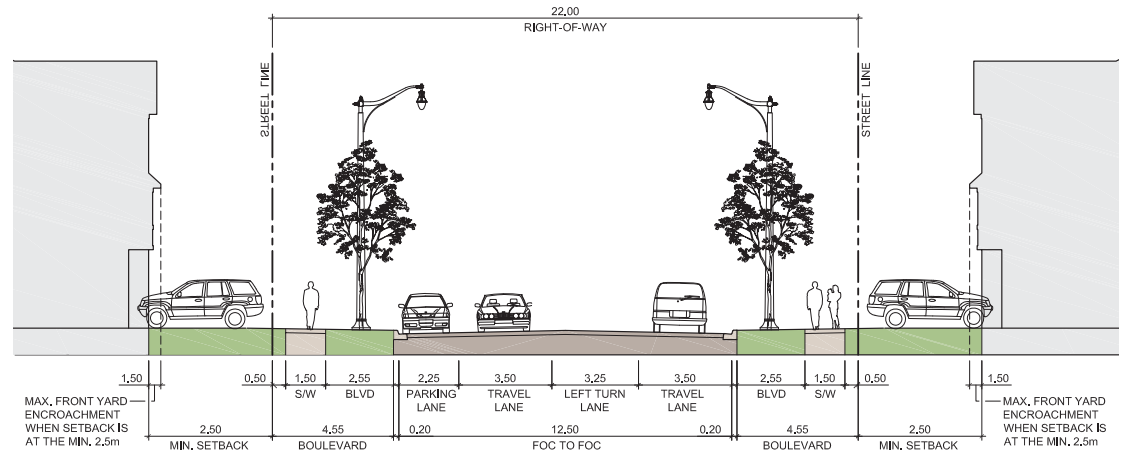 22.00
RIGHT-OF-WAY
STREET LINE
STREET LINE
1.50
0.50
1.50
2.55
2.25
3.50
3.25
3.50
2.55
1.50
0.50
1.50
S/W
BLVD
PARKING
LANE
TRAVEL
LANE
LEFT TURN
LANE
TRAVEL
LANE
BLVD
S/W
MAX. FRONT YARD
ENCROACHMENT
WHEN SETBACK IS
AT THE MIN. 2.5m
MAX. FRONT YARD
ENCROACHMENT
WHEN SETBACK IS
AT THE MIN. 2.5m
2.50
4.55
0.20
12.50
0.20
4.55
2.50
MIN. SETBACK
BOULEVARD
FOC TO FOC
BOULEVARD
MIN. SETBACK